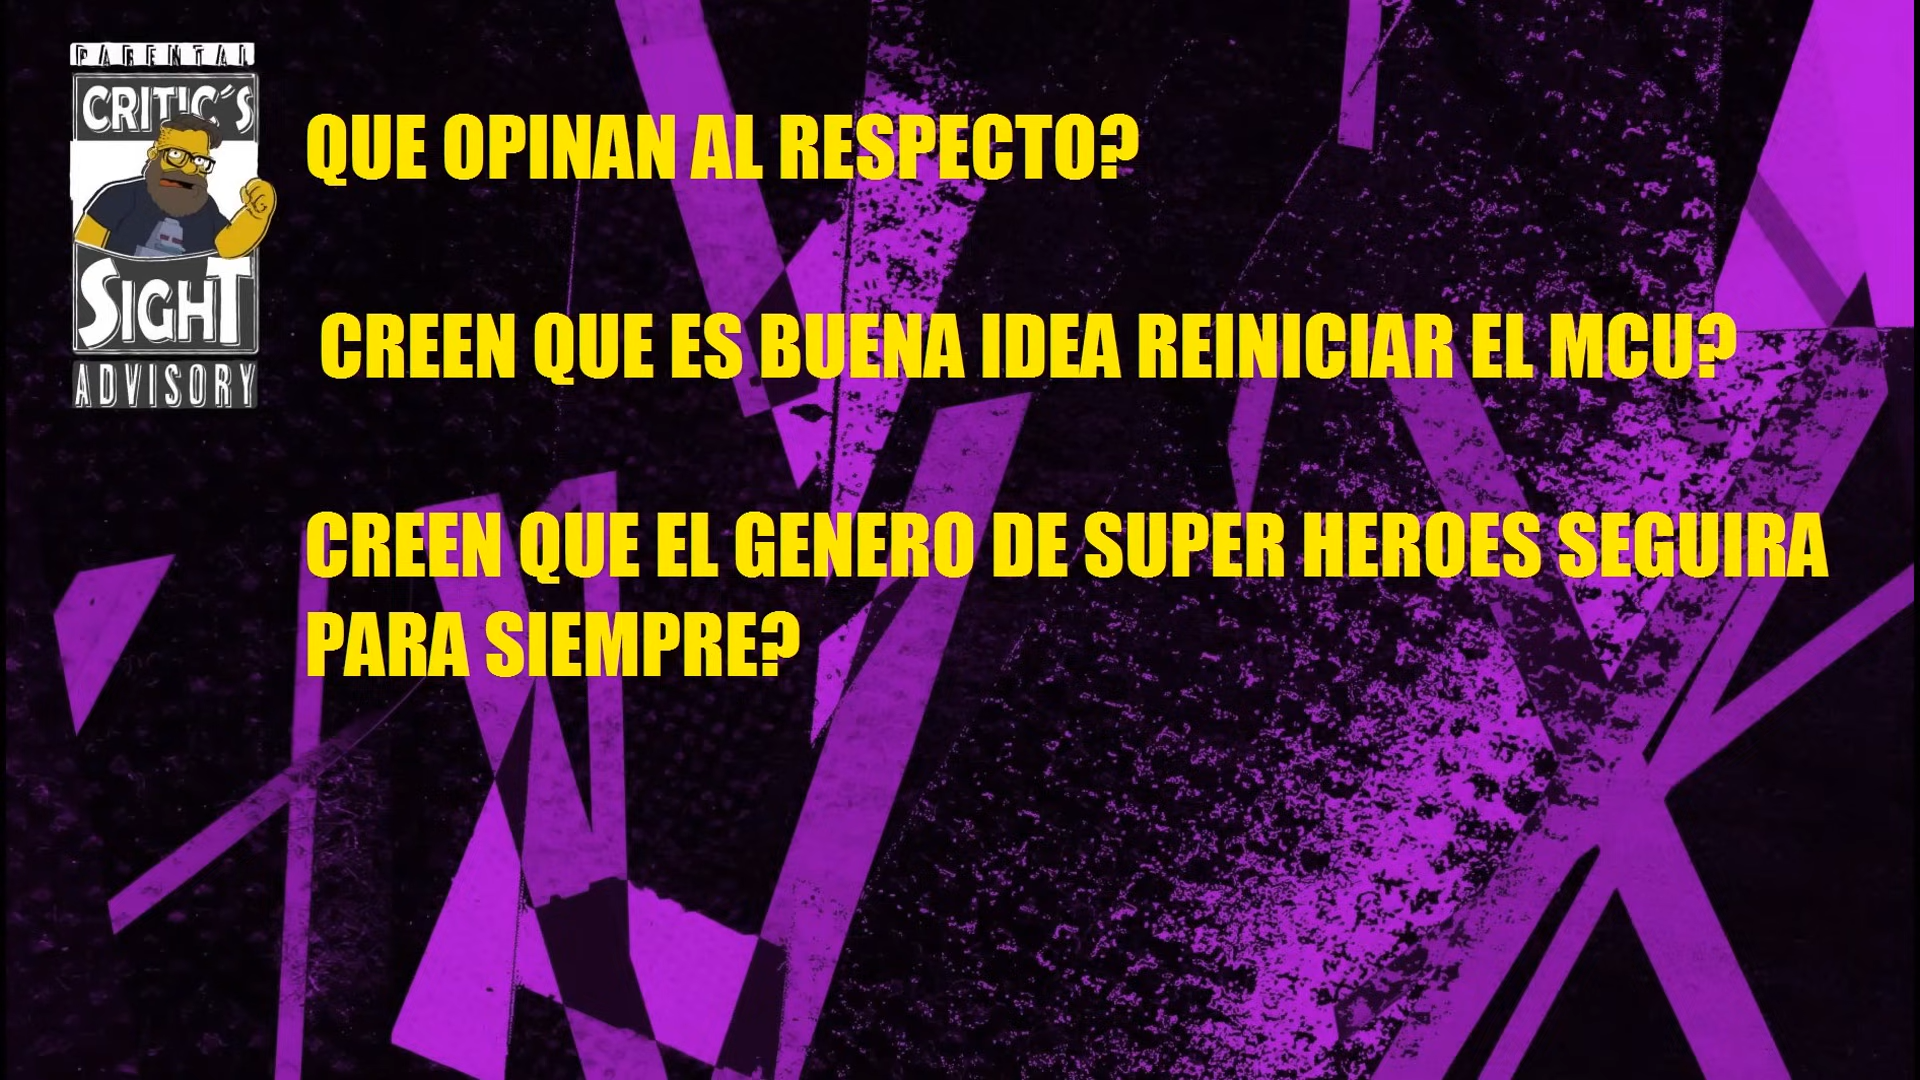 PARENTAL
CRITIC´S
SIGHT
ADVISORY
QUE OPINAN AL RESPECTO?
CREEN QUE ES BUENA IDEA REINICIAR EL MCU?
CREEN QUE EL GENERO DE SUPER HEROES SEGUIRA
PARA SIEMPRE?